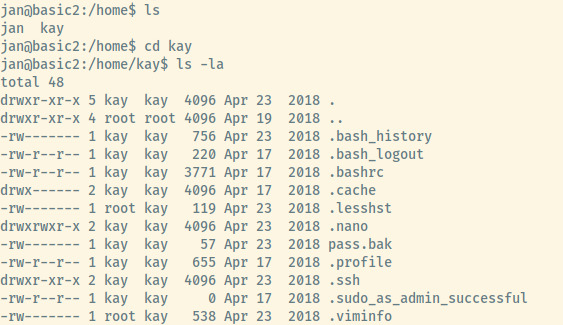 jan@basic2:/home$ ls
jan  kay
jan@basic2:/home$ cd kay
jan@basic2:/home/kay$ ls -la
total 48
drwxr-xr-x 5 kay  kay  4096 Apr 23  2018 .
drwxr-xr-x 4 root root 4096 Apr 19  2018 ..
-rw------- 1 kay  kay   756 Apr 23  2018 .bash_history
-rw-r--r-- 1 kay  kay   220 Apr 17  2018 .bash_logout
-rw-r--r-- 1 kay  kay  3771 Apr 17  2018 .bashrc
drwx------ 2 kay  kay  4096 Apr 17  2018 .cache
-rw------- 1 root kay   119 Apr 23  2018 .lesshst
drwxrwxr-x 2 kay  kay  4096 Apr 23  2018 .nano
-rw------- 1 kay  kay    57 Apr 23  2018 pass.bak
-rw-r--r-- 1 kay  kay   655 Apr 17  2018 .profile
drwxr-xr-x 2 kay  kay  4096 Apr 23  2018 .ssh
-rw-r--r-- 1 kay  kay     0 Apr 17  2018 .sudo_as_admin_successful
-rw------- 1 root kay   538 Apr 23  2018 .viminfo